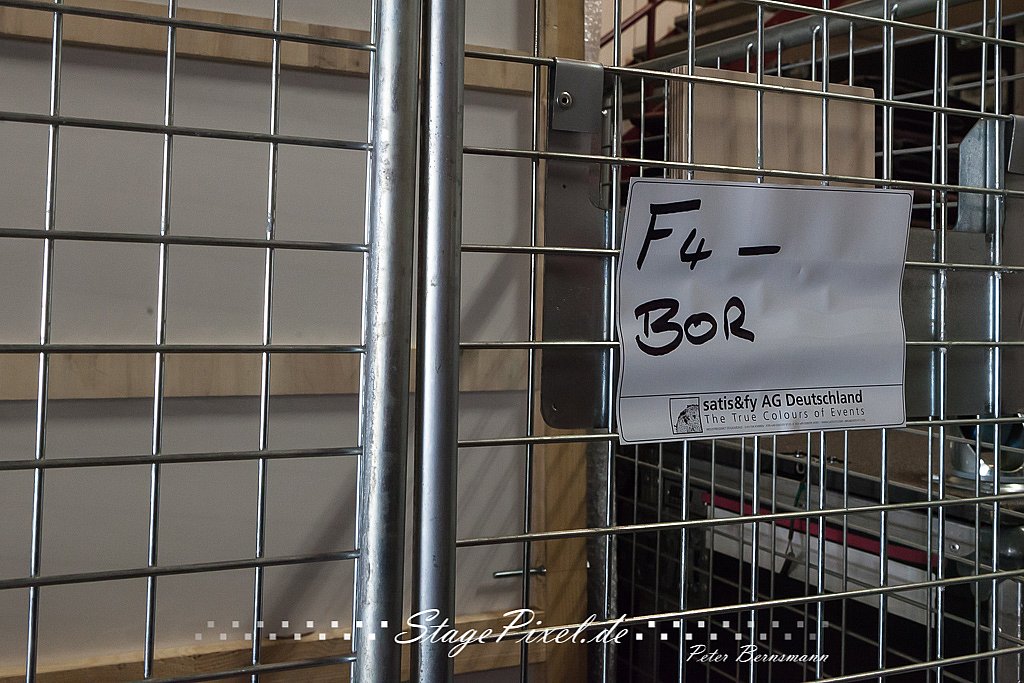 F4 –
BOR
satis&fy AG Deutschland
The True Colours of Events
StagePixel.de
Peter Bernsmann